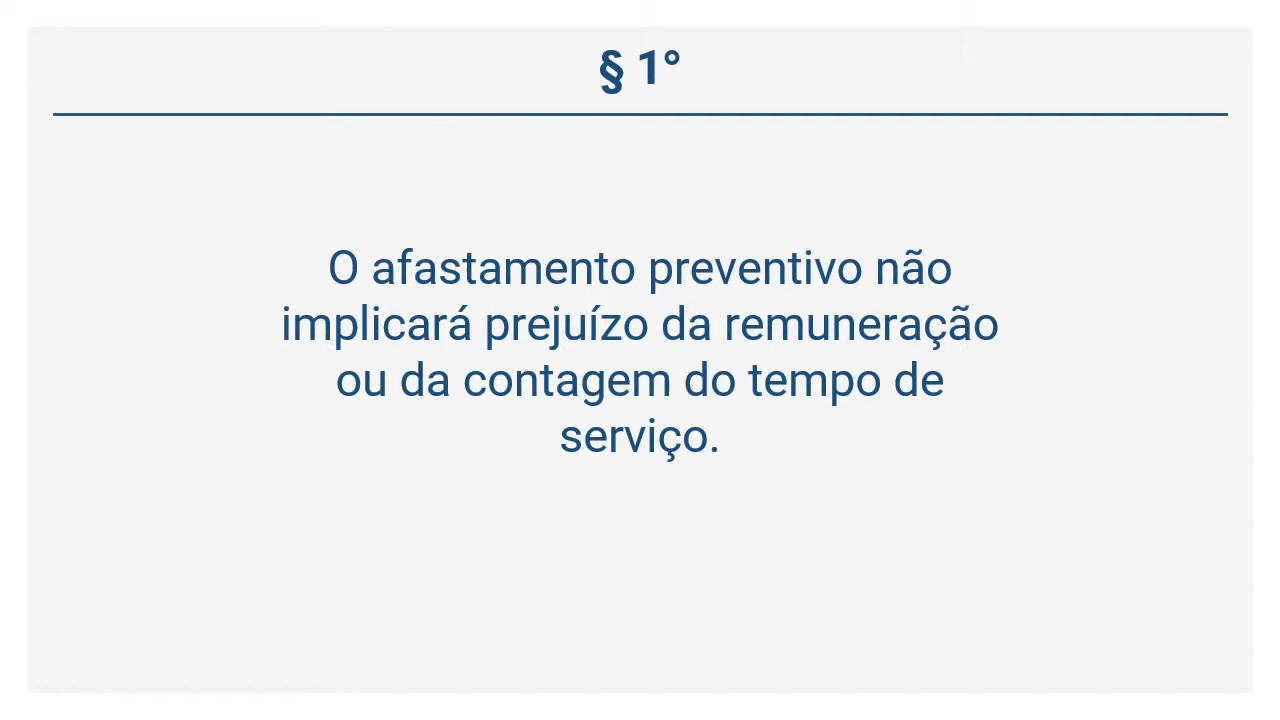 § 1°
O afastamento preventivo não
implicará prejuízo da remuneração
ou da contagem do tempo de
serviço.